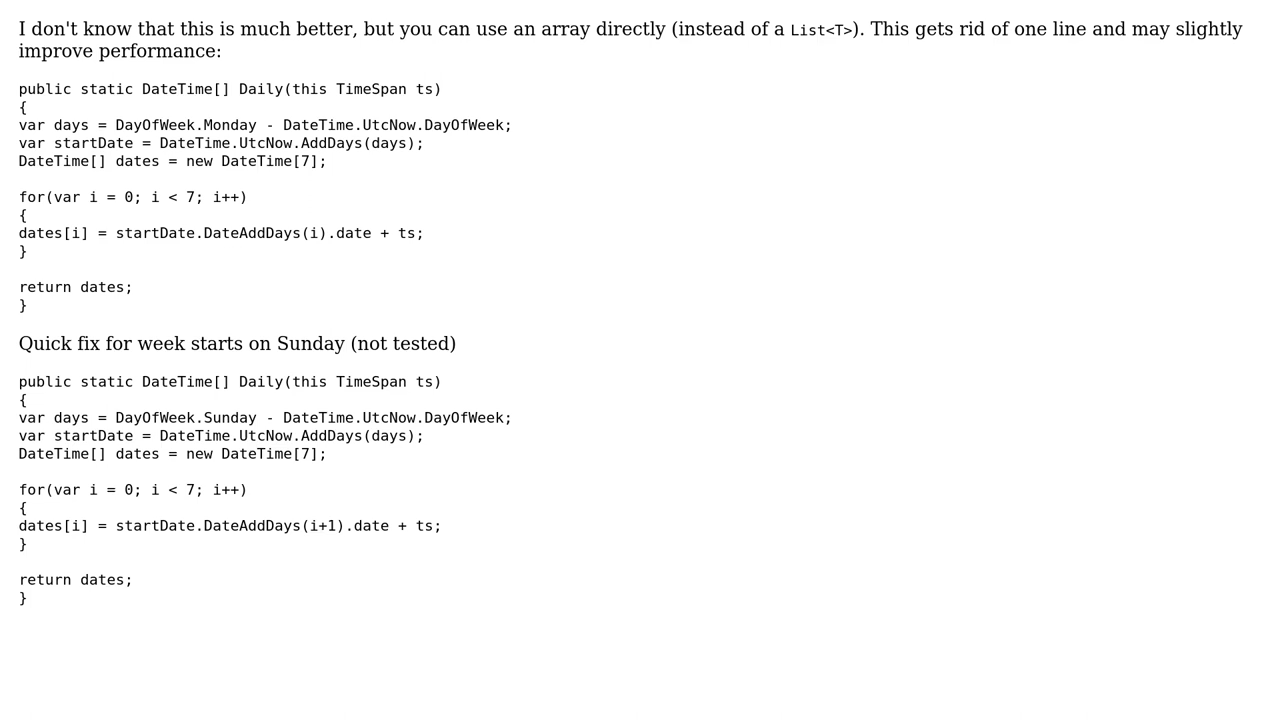 I don't know that this is much better, but you can use an array directly (instead of a List<T>). This gets rid of one line and may slightly
improve performance:
public static DateTime[] Daily(this TimeSpan ts)
{
var days = DayOfWeek.Monday - DateTime.UtcNow.DayOfWeek;
var startDate = DateTime.UtcNow.AddDays(days);
DateTime[] dates = new DateTime[7];
for(var i = 0; i < 7; i++)
{
dates[i] = startDate.DateAddDays(i).date + ts;
}
return dates;
}
Quick fix for week starts on Sunday (not tested)
public static DateTime[] Daily(this TimeSpan ts)
{
var days = DayOfWeek.Sunday - DateTime.UtcNow.DayOfWeek;
var startDate = DateTime.UtcNow.AddDays(days);
DateTime[] dates = new DateTime[7];
for(var i = 0; i < 7; i++)
{
dates[i] = startDate.DateAddDays(i+1).date + ts;
}
return dates;
}